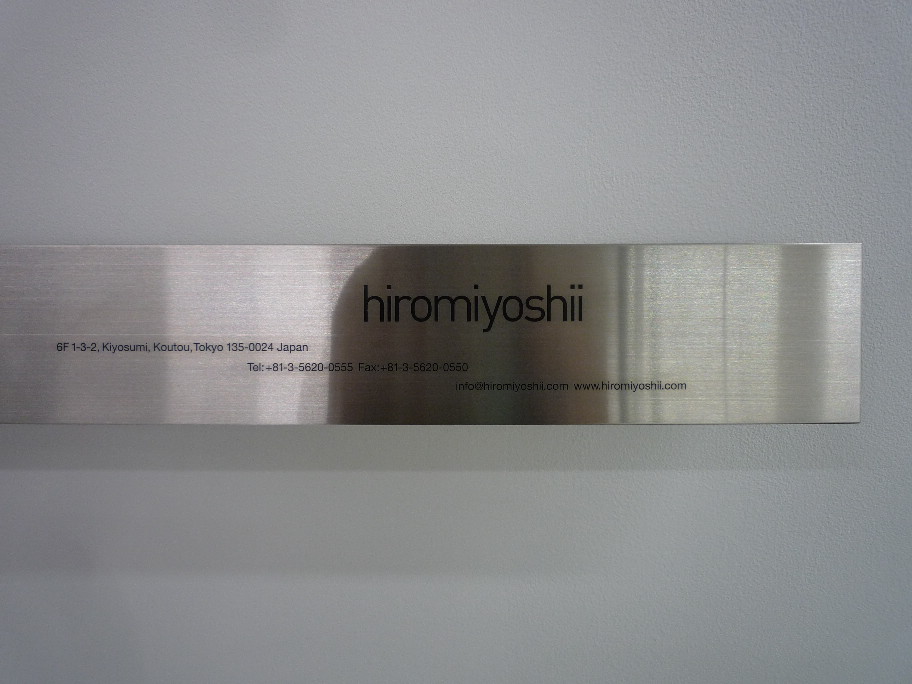 hiromiyoshii
6F 1-3-2, Kiyosumi, Koutou, Tokyo 135-0024 Japan
Tel:+81-3-5620-0555 Fax:+81-3-5620-0550
info@hiromiyoshii.com www.hiromiyoshii.com